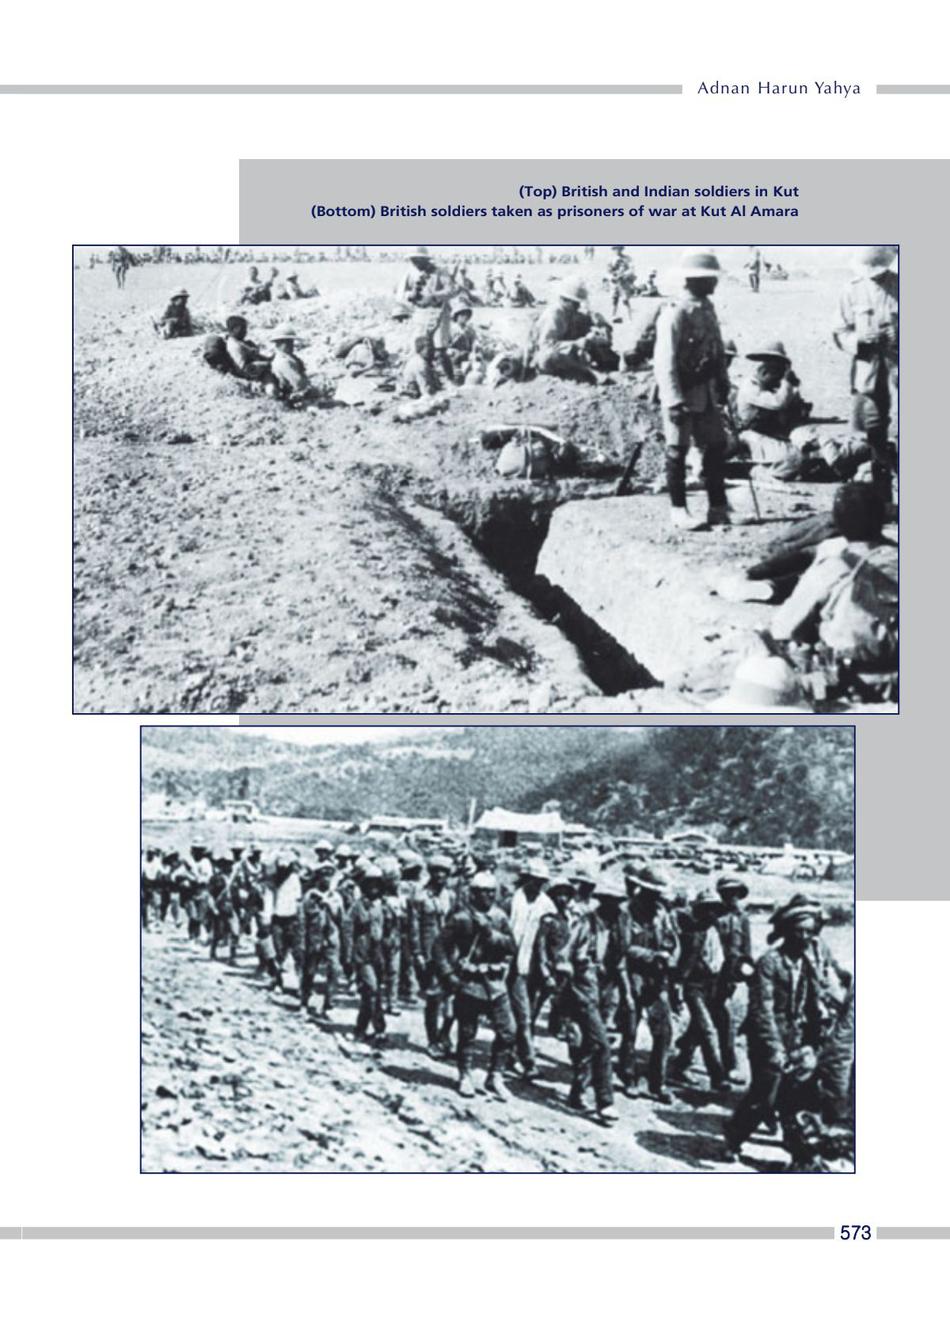 Adnan Harun Yahya
(Top) British and Indian soldiers in Kut
(Bottom) British soldiers taken as prisoners of war at Kut Al Amara
573